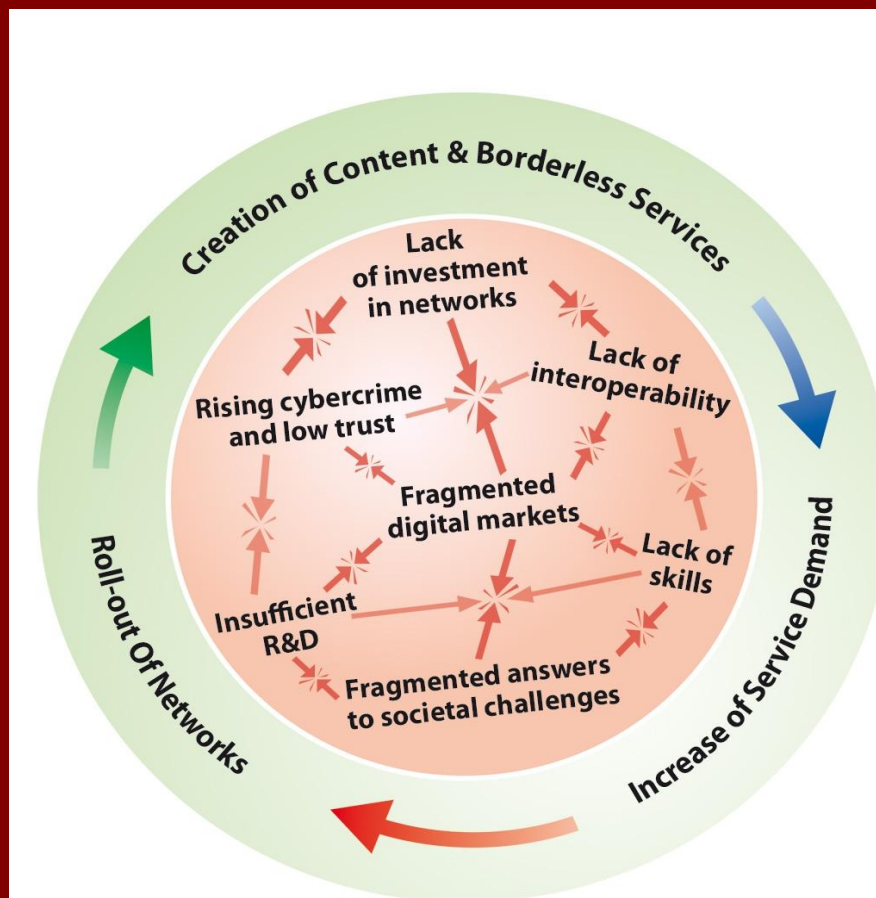 Creation of Content & Borderless Services
Lack
of investment
in networks
Lack of
interoperability
Rising cybercrime
and low trust
Fragmented
digital markets
Lack of
skills
Insufficient
R&D
Fragmented answers
to societal challenges
Increase of Service Demand
Roll-out Of Networks